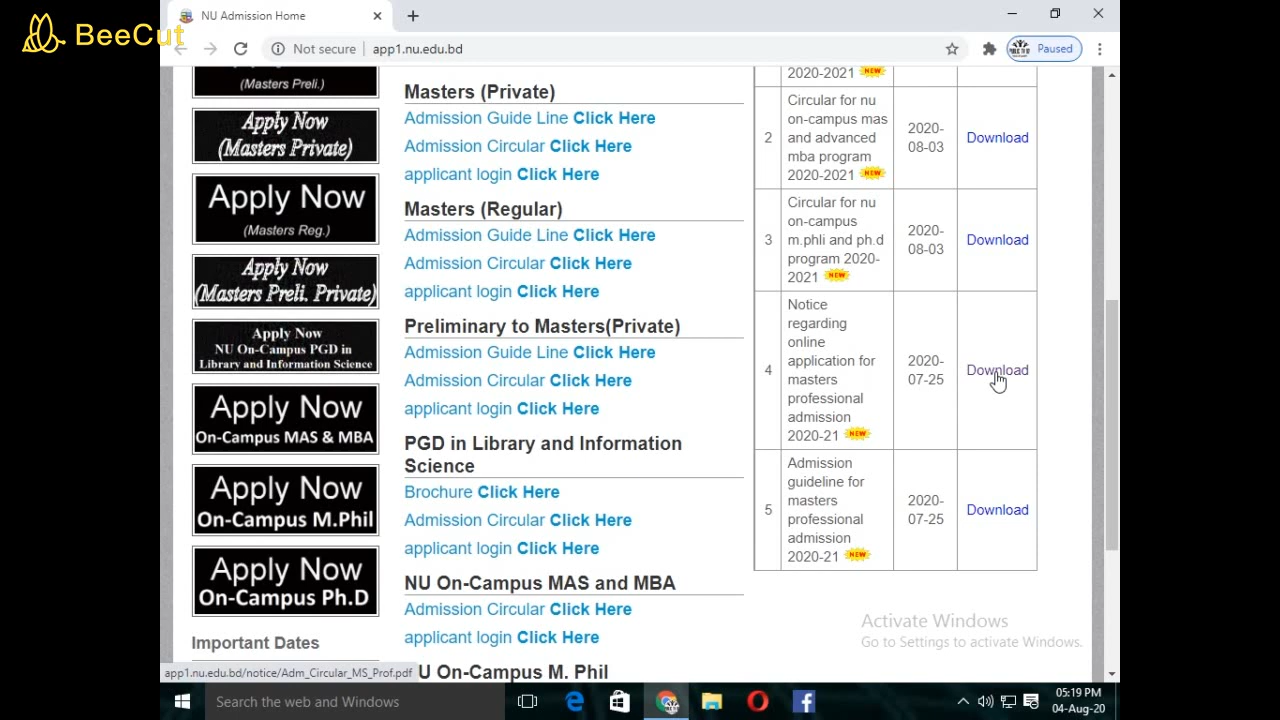 BeeCut
NU Admission Home
Not secure
app1.nu.edu.bd
Paused
(Masters Preli.)
Apply Now
(Masters Private)
Apply Now
(Masters Reg.)
Apply Now
(Masters Preli. Private)
Apply Now
NU On-Campus PGD in
Library and Information Science
Apply Now
On-Campus MAS & MBA
Apply Now
On-Campus M.Phil
Apply Now
On-Campus Ph.D
Important Dates
Masters (Private)
Admission Guide Line Click Here
Admission Circular Click Here
applicant login Click Here
Masters (Regular)
Admission Guide Line Click Here
Admission Circular Click Here
applicant login Click Here
Preliminary to Masters(Private)
Admission Guide Line Click Here
Admission Circular Click Here
applicant login Click Here
PGD in Library and Information
Science
Brochure Click Here
Admission Circular Click Here
applicant login Click Here
NU On-Campus MAS and MBA
Admission Circular Click Here
applicant login Click Here
U On-Campus M. Phil
2020-2021 NEW
2
Circular for nu
on-campus mas
and advanced
mba program
2020-2021 NEW
2020-
08-03
Download
3
Circular for nu
on-campus
m.phli and ph.d
program 2020-
2021 NEW
2020-
08-03
Download
4
Notice
regarding
online
application for
masters
professional
admission
2020-21 NEW
2020-
07-25
Download
5
Admission
guideline for
masters
professional
admission
2020-21 NEW
2020-
07-25
Download
Activate Windows
Go to Settings to activate Windows.
app1.nu.edu.bd/notice/Adm_Circular_MS_Prof.pdf
Search the web and Windows
05:19 PM
04-Aug-20